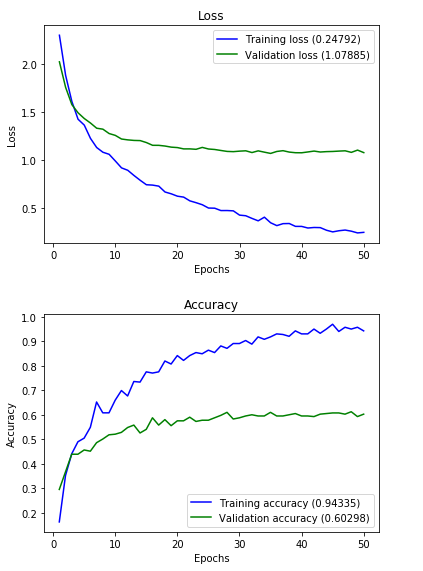 Loss
Training loss (0.24792)
Validation loss (1.07885)
2.0
1.5
1.0
0.5
Loss
0 10 20 30 40 50
Epochs
Accuracy
1.0
0.9
0.8
0.7
0.6
0.5
0.4
0.3
0.2
Accuracy
Training accuracy (0.94335)
Validation accuracy (0.60298)
0 10 20 30 40 50
Epochs